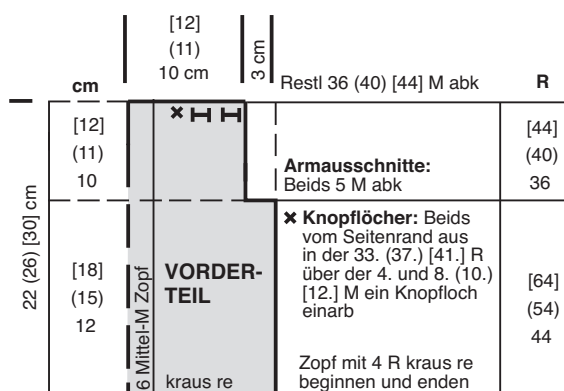 [12]
(11)
10 cm
3 cm
cm
Restl 36 (40) [44] M abk
R
[12]
(11)
10
[44]
(40)
36
Armausschnitte:
Beids 5 M abk
22 (26) [30] cm
[18]
(15)
12
6 Mittel-M Zopf
VORDER-
TEIL
kraus re
Knopflöcher: Beids
vom Seitenrand aus
in der 33. (37.) [41.] R
über der 4. und 8. (10.)
[12.] M ein Knopfloch
einarb
[64]
(54)
44
Zopf mit 4 R kraus re
beginnen und enden